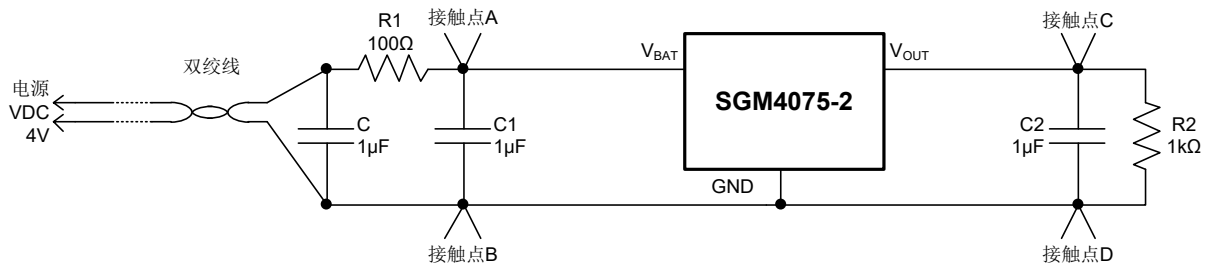 电源
VDC
4V
双绞线
R1
100Ω
C
1µF
接触点A
C1
1µF
接触点B
V_BAT
SGM4075-2
GND
V_OUT
接触点C
C2
1µF
R2
1kΩ
接触点D